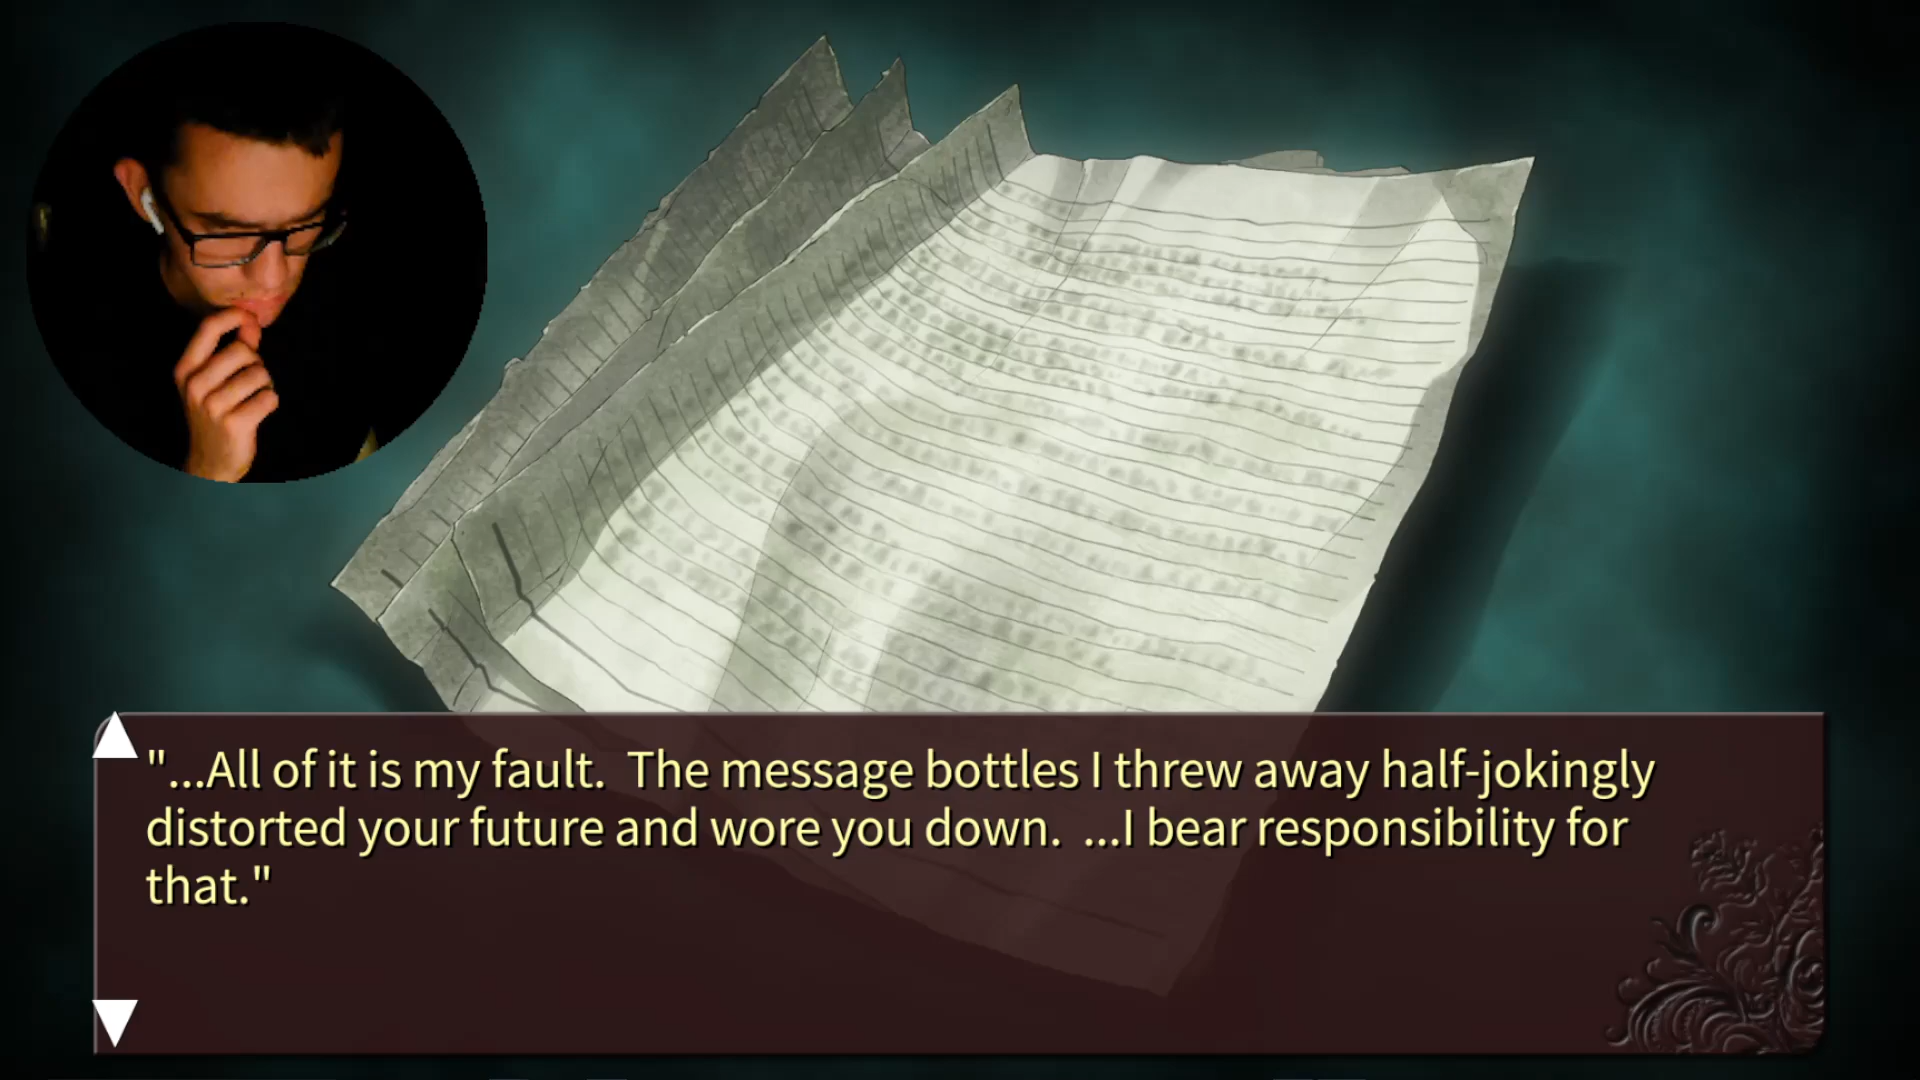 "...All of it is my fault.  The message bottles I threw away half-jokingly
distorted your future and wore you down.  ...I bear responsibility for
that."